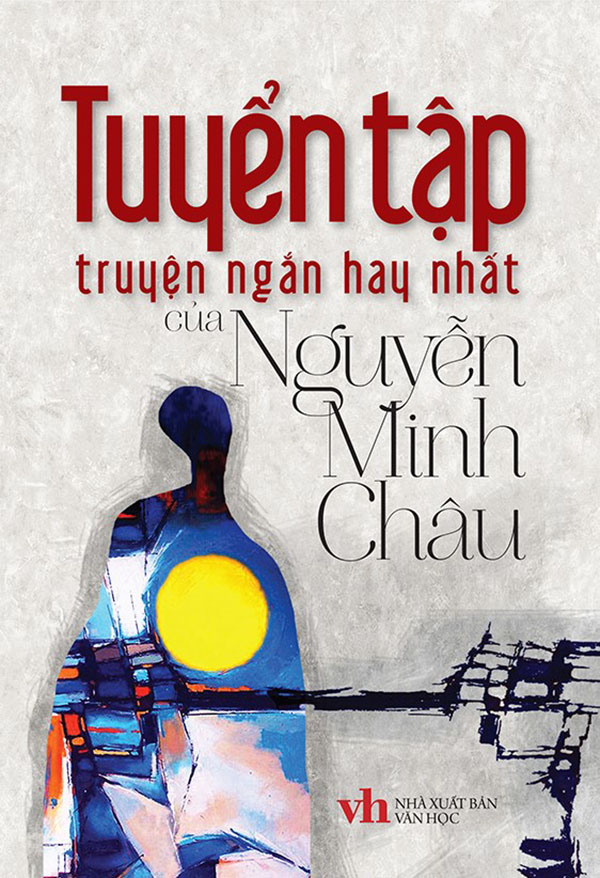 Tuyển tập
truyện ngắn hay nhất
của Nguyễn
Minh
Châu
vh NHÀ XUẤT BẢN
VĂN HỌC